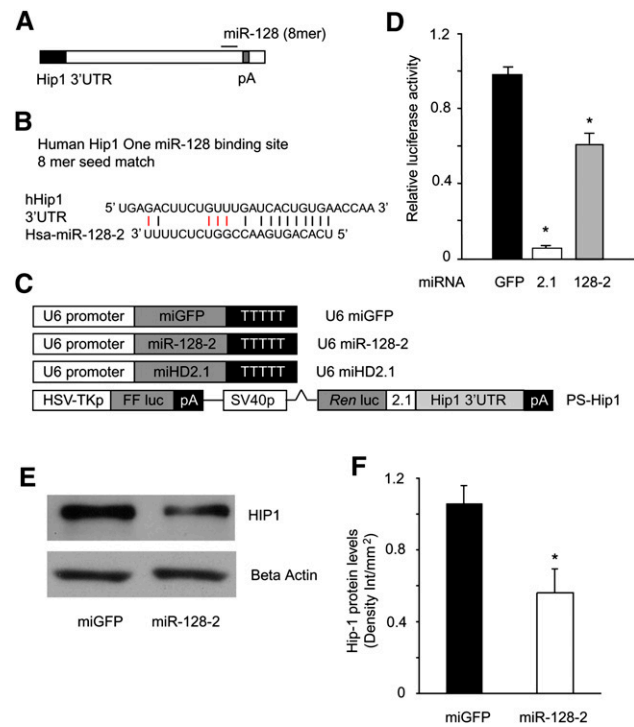 A
miR-128 (8mer)
Hip1 3'UTR
pA
B
Human Hip1 One miR-128 binding site
8 mer seed match
hHip1
3'UTR
5' UGAGACUUCUGUUUGAUCACUGUGAACCAA 3'
Hsa-miR-128-2
3' UUUUCUCUGGCCAAGUGACACU 5'
C
U6 promoter miGFP TTTTT U6 miGFP
U6 promoter miR-128-2 TTTTT U6 miR-128-2
U6 promoter miHD2.1 TTTTT U6 miHD2.1
HSV-TKp FF luc pA SV40p Ren luc 2.1 Hip1 3'UTR pA PS-Hip1
D
Relative luciferase activity
1.2
0.8
0.4
0
*
*
miRNA GFP 2.1 128-2
E
HIP1
Beta Actin
miGFP miR-128-2
F
Hip-1 protein levels
(Density Int/mm²)
1.2
0.8
0.4
0
*
miGFP miR-128-2